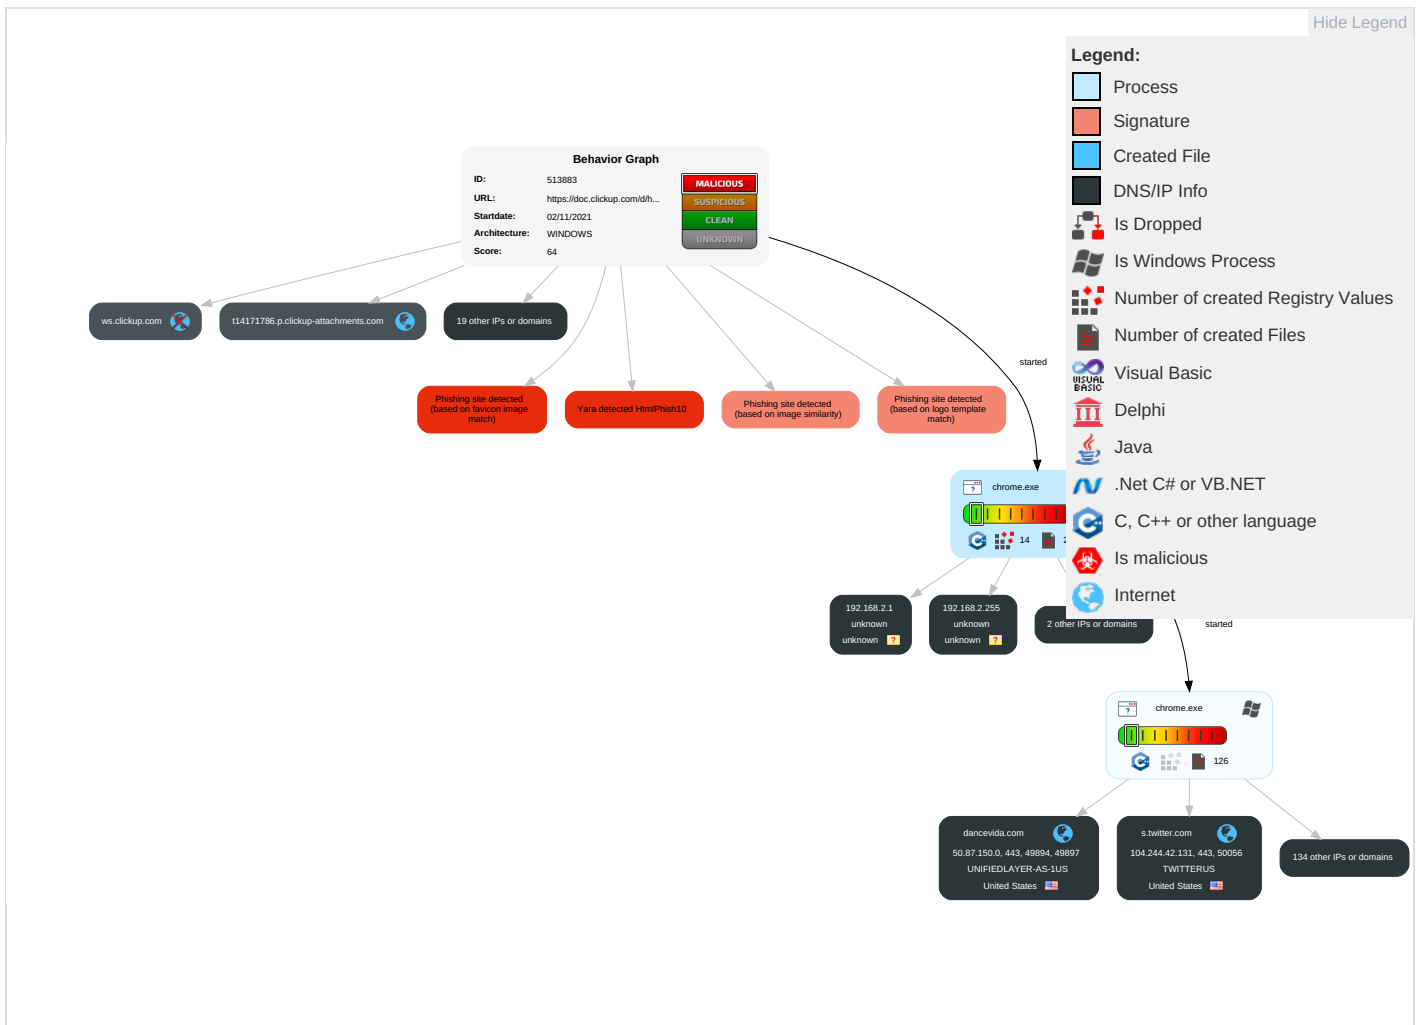 Hide Legend
Legend:
Process
Signature
Created File
DNS/IP Info
Is Dropped
Is Windows Process
Number of created Registry Values
Number of created Files
VISUAL
BASIC
Visual Basic
Delphi
Java
.Net C# or VB.NET
C, C++ or other language
Is malicious
Internet
Behavior Graph
ID: 513883
URL: https://doc.clickup.com/d/h...
Startdate: 02/11/2021
Architecture: WINDOWS
Score: 64
MALICIOUS
SUSPICIOUS
CLEAN
UNKNOWN
ws.clickup.com
t14171786.p.clickup-attachments.com
19 other IPs or domains
started
Phishing site detected
(based on favicon image
match)
Yara detected HtmlPhish10
Phishing site detected
(based on image similarity)
Phishing site detected
(based on logo template
match)
chrome.exe
14
192.168.2.1
unknown
unknown
192.168.2.255
unknown
unknown
2 other IPs or domains
started
chrome.exe
126
dancevida.com
50.87.150.0, 443, 49894, 49897
UNIFIEDLAYER-AS-1US
United States
s.twitter.com
104.244.42.131, 443, 50056
TWITTERUS
United States
134 other IPs or domains